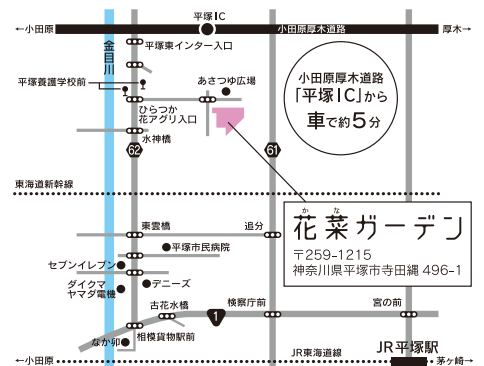 平塚IC
←小田原
小田原厚木道路
厚木→
金目川
平塚東インター入口
平塚養護学校前
あさつゆ広場
ひらつか
花アグリ入口
水神橋
小田原厚木道路
「平塚IC」から
車で約5分
62
61
東海道新幹線
東雲橋
追分
平塚市民病院
セブンイレブン
ダイクマ
ヤマダ電機
デニーズ
か な
花菜ガーデン
〒259-1215
神奈川県平塚市寺田縄 496-1
古花水橋
1
検察庁前
宮の前
なか卯
相模貨物駅前
JR平塚駅
←小田原
JR東海道線
茅ヶ崎→